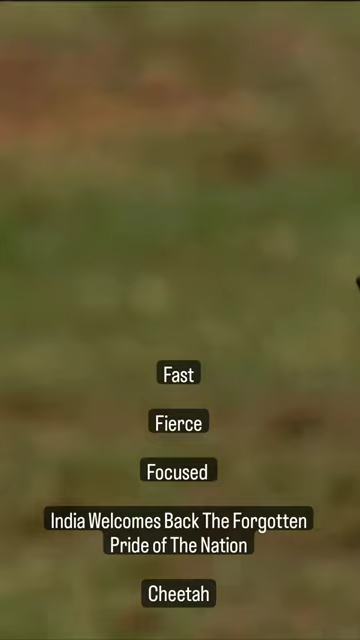 Fast
Fierce
Focused
India Welcomes Back The Forgotten
Pride of The Nation
Cheetah